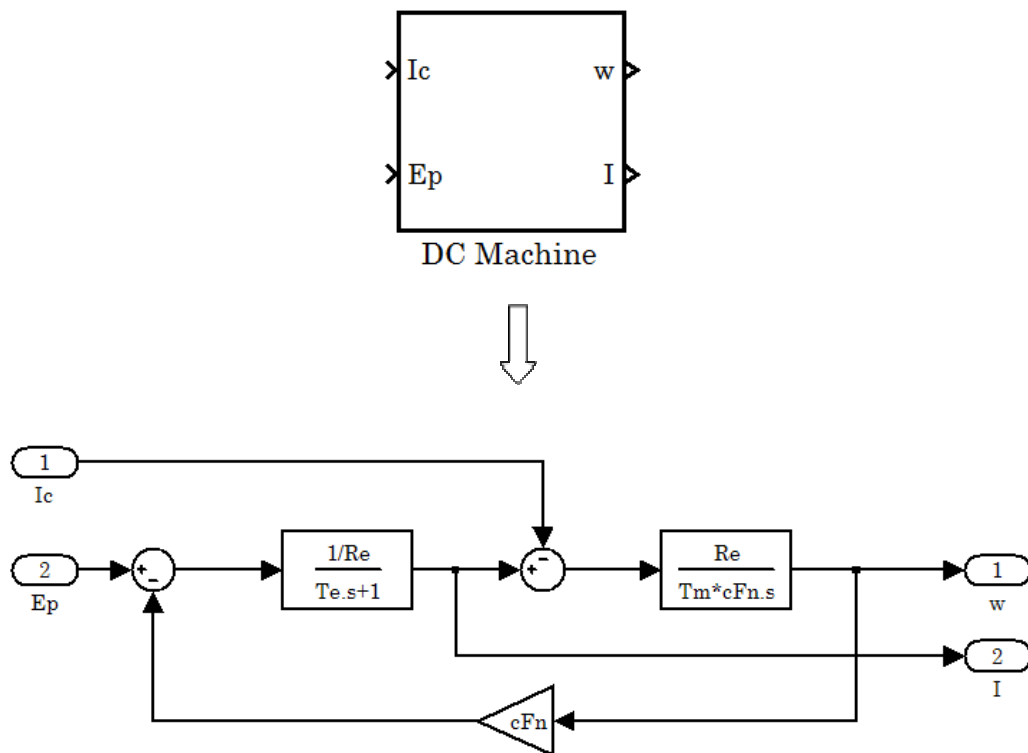 Ic
w
Ep
I
DC Machine
1
Ic
2
Ep
+
-
1/Re
Te.s+1
-
+
Re
Tm*cFn.s
1
w
2
I
cFn